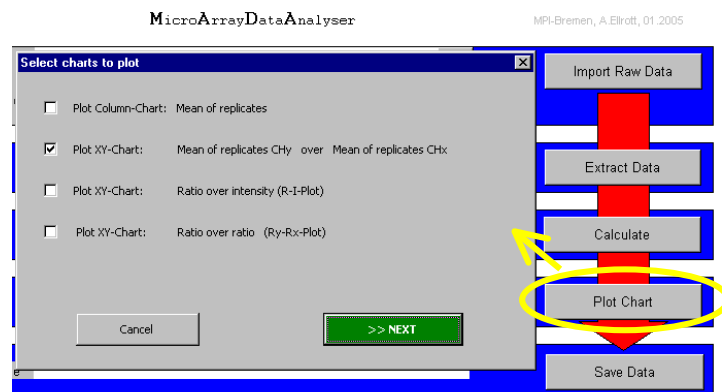 MicroArrayDataAnalyser
MPI-Bremen, A.Ellrott, 01.2005
Select charts to plot
Import Raw Data
Plot Column-Chart: Mean of replicates
Plot XY-Chart: Mean of replicates CHy over Mean of replicates CHx
Extract Data
Plot XY-Chart: Ratio over intensity (R-I-Plot)
Plot XY-Chart: Ratio over ratio (Ry-Rx-Plot)
Calculate
Plot Chart
Cancel
>> NEXT
Save Data